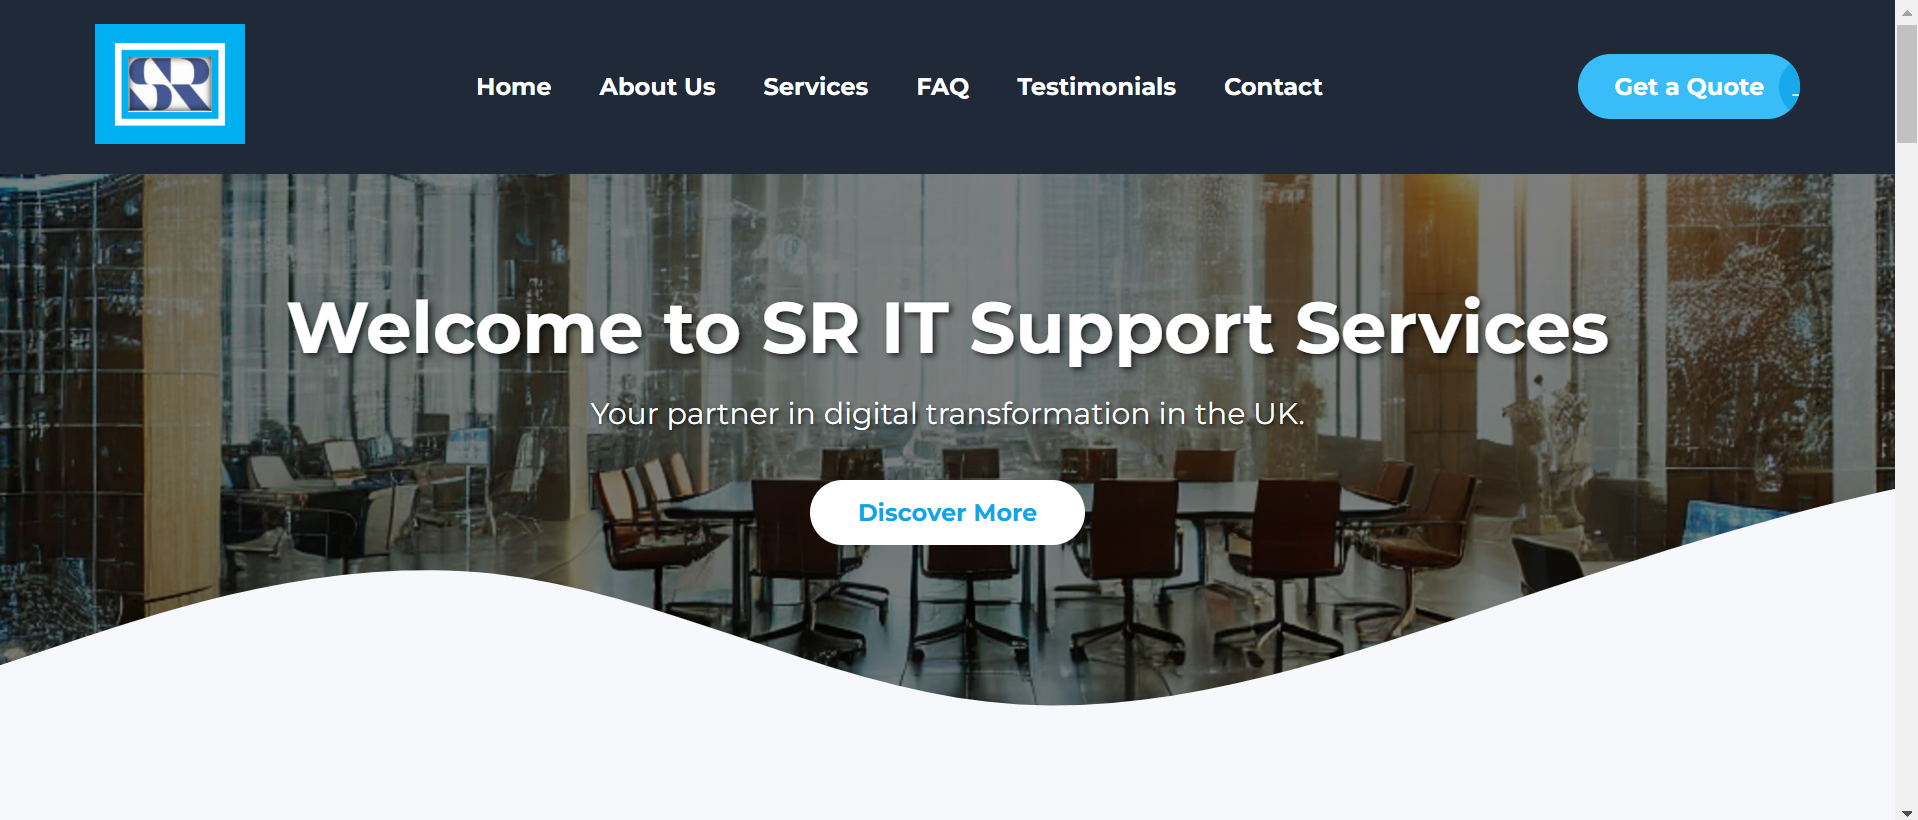 SR
Home About Us Services FAQ Testimonials Contact
Get a Quote
Welcome to SR IT Support Services
Your partner in digital transformation in the UK.
Discover More